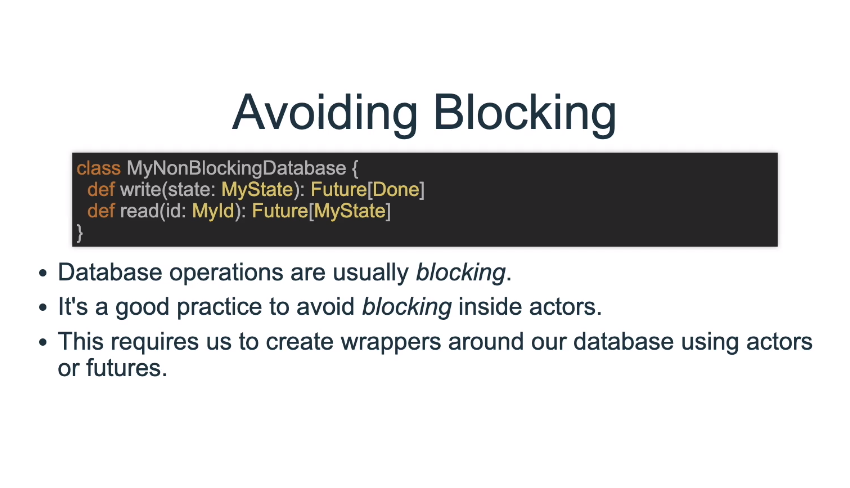 Avoiding Blocking
class MyNonBlockingDatabase {
def write(state: MyState): Future[Done]
def read(id: MyId): Future[MyState]
}
• Database operations are usually blocking.
• It's a good practice to avoid blocking inside actors.
• This requires us to create wrappers around our database using actors
or futures.